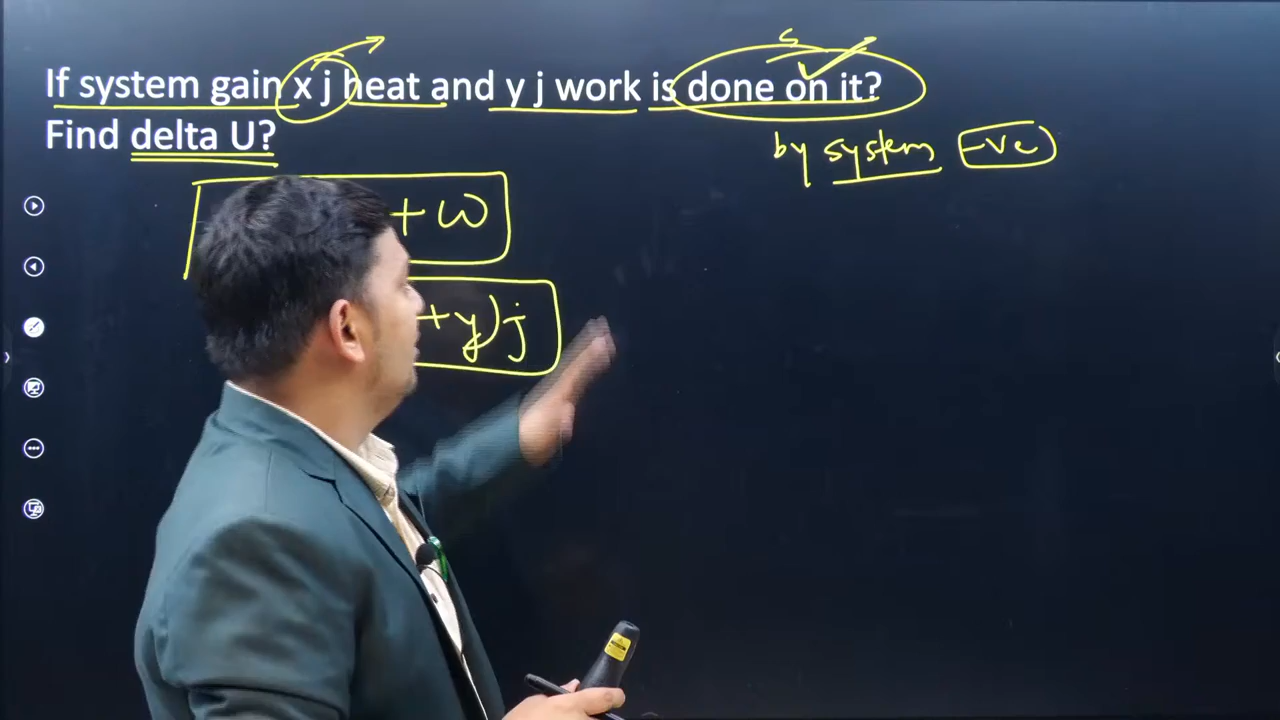 If system gain x j heat and y j work is done on it?
Find delta U?
by system -ve
+ w
+ y) j